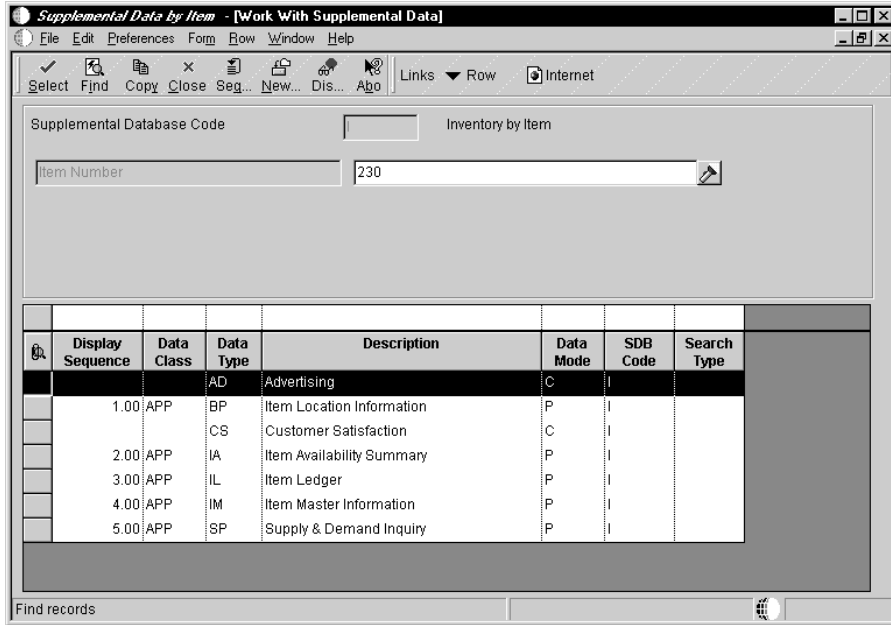 Supplemental Data by Item - [Work With Supplemental Data]
File Edit Preferences Form Row Window Help
Select Find Copy Close Seq... New... Dis... Abo Links Row Internet
Supplemental Database Code I Inventory by Item
Item Number 230
Display Sequence Data Class Data Type Description Data Mode SDB Code Search Type
AD Advertising C I
1.00 APP BP Item Location Information P I
CS Customer Satisfaction C I
2.00 APP IA Item Availability Summary P I
3.00 APP IL Item Ledger P I
4.00 APP IM Item Master Information P I
5.00 APP SP Supply & Demand Inquiry P I
Find records